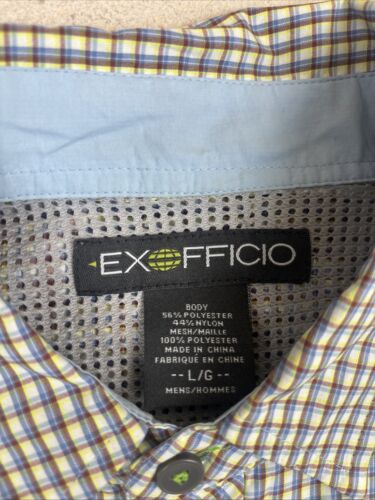 EXOFFICIO
BODY
56% POLYESTER
44% NYLON
MESH/MAILLE
100% POLYESTER
MADE IN CHINA
FABRIQUÉ EN CHINE
-- L/G --
MENS/HOMMES